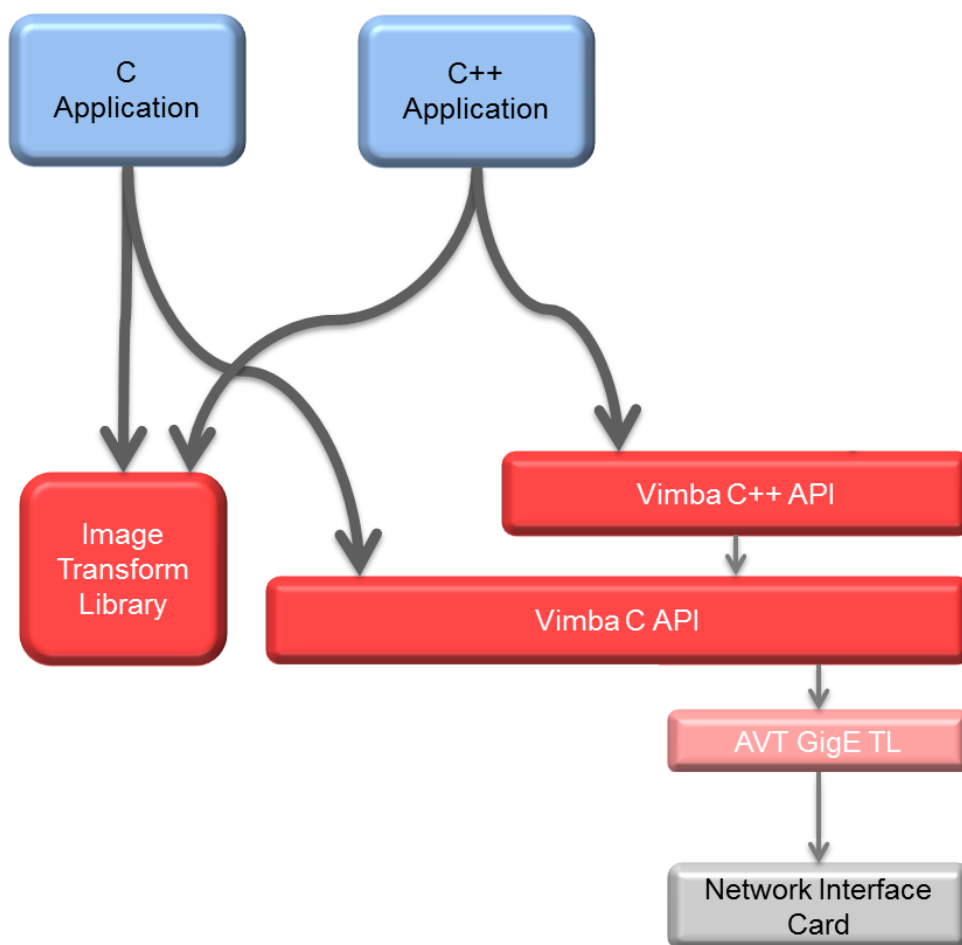 C
Application
C++
Application
Vimba C++ API
Image
Transform
Library
Vimba C API
AVT GigE TL
Network Interface
Card